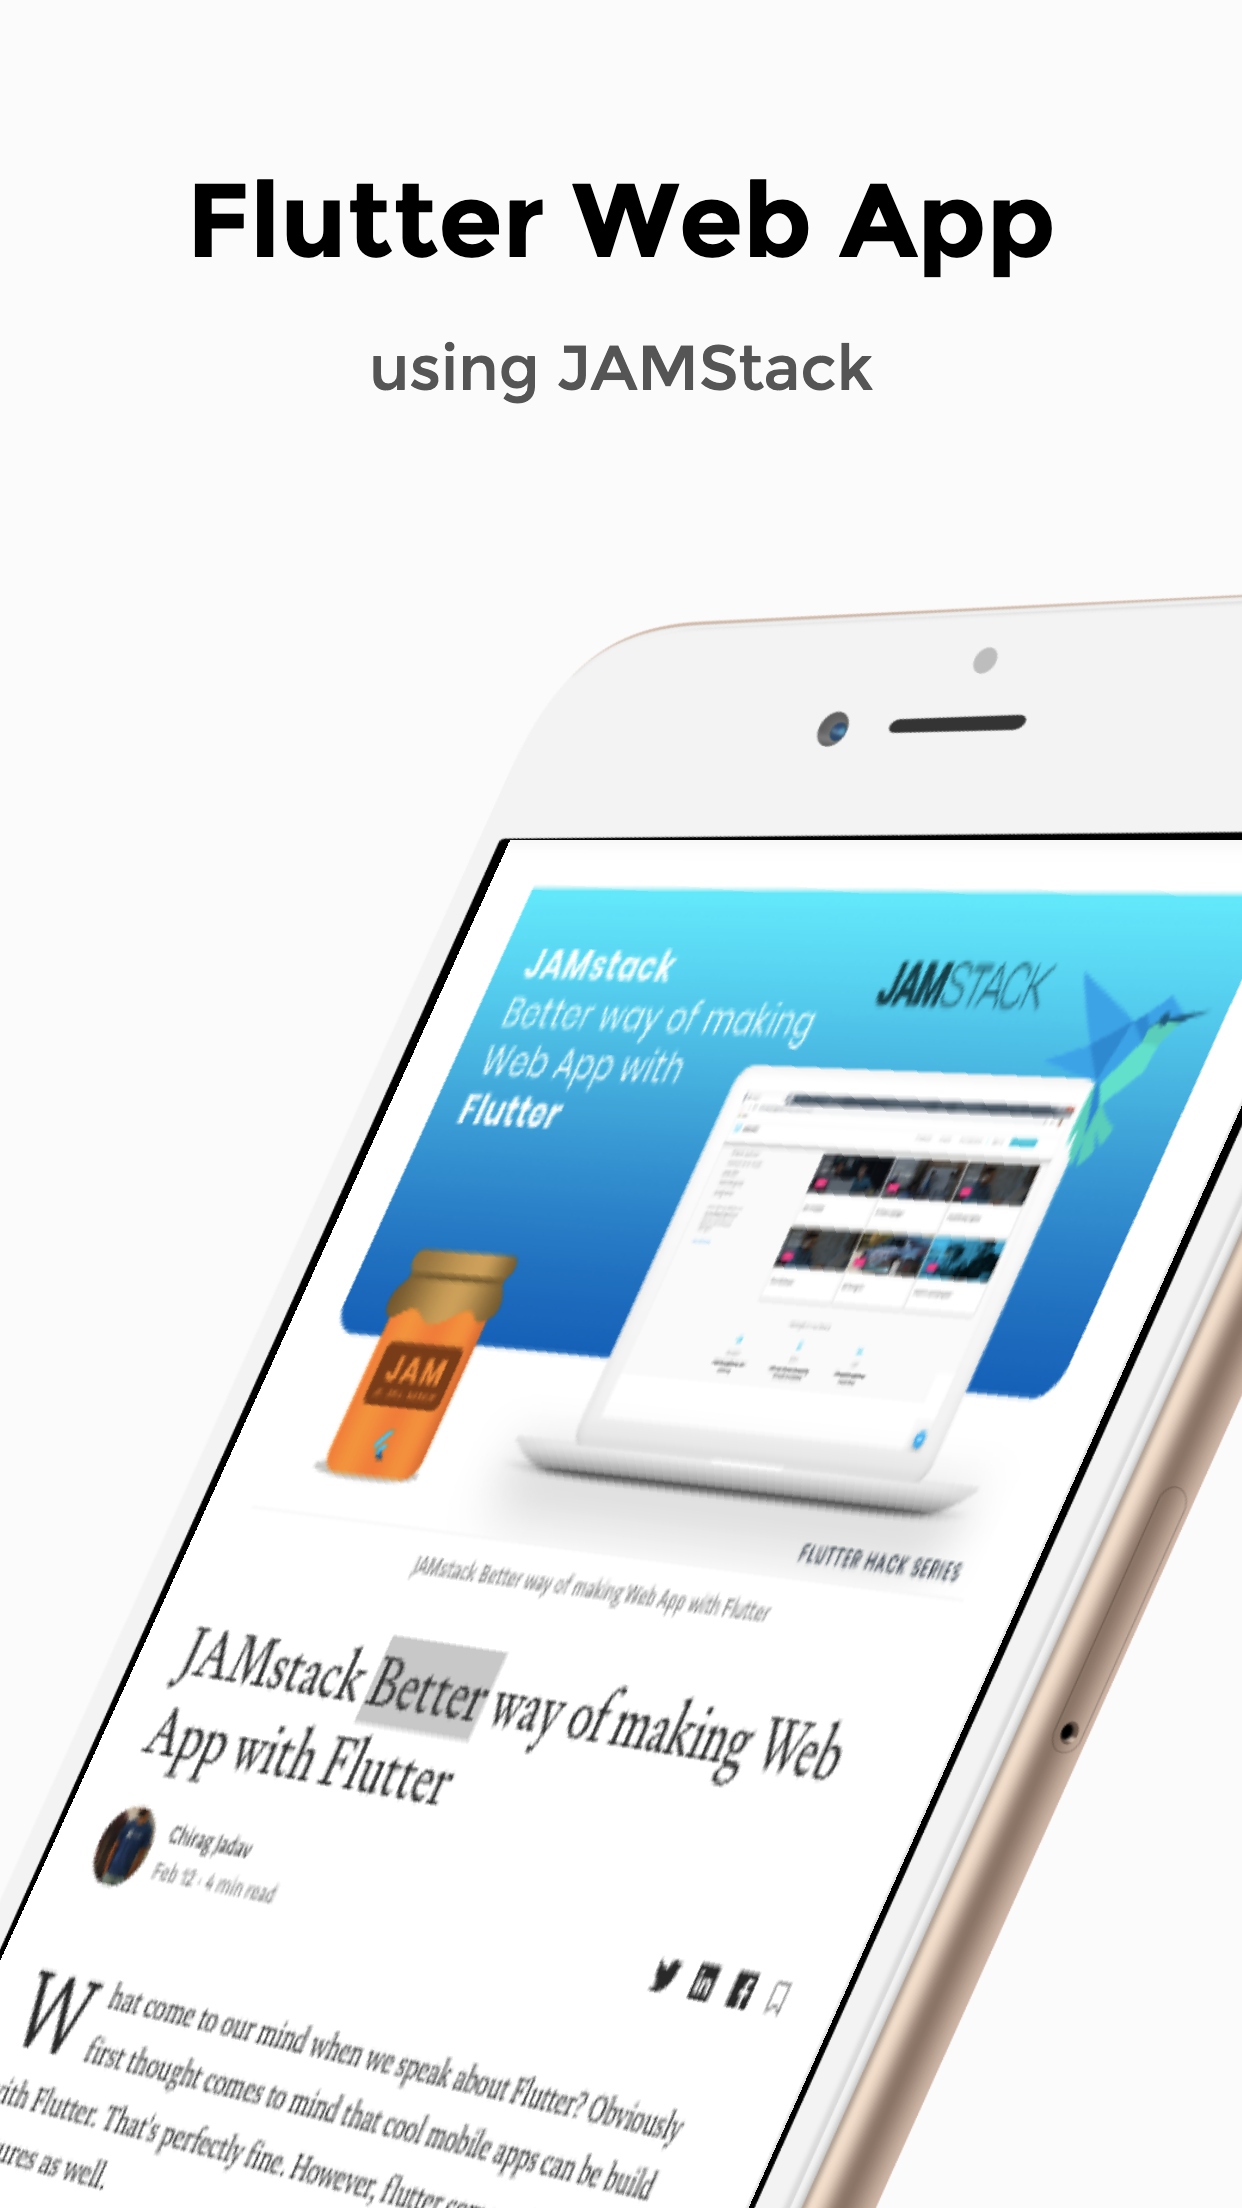 Flutter Web App
using JAMStack
JAMstack
Better way of making
Web App with
Flutter
JAMSTACK
JAM
FLUTTER HACK SERIES
JAMstack Better way of making Web App with Flutter
JAMstack Better way of making Web
App with Flutter
Chirag Jadav
Feb 12 · 4 min read
What come to our mind when we speak about Flutter? Obviously
first thought comes to mind that cool mobile apps can be build
with Flutter. That's perfectly fine. However, flutter
ures as well.